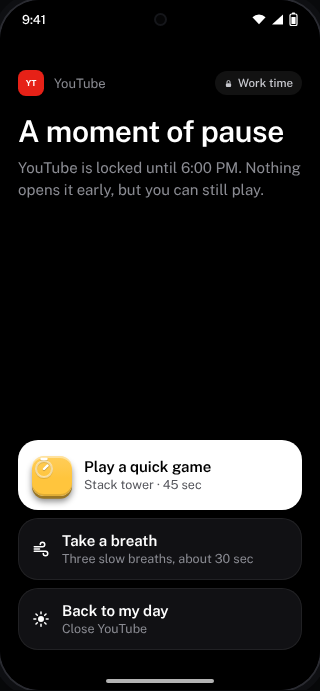 9:41
YT
YouTube
Work time
A moment of pause
YouTube is locked until 6:00 PM. Nothing
opens it early, but you can still play.
Play a quick game
Stack tower · 45 sec
Take a breath
Three slow breaths, about 30 sec
Back to my day
Close YouTube